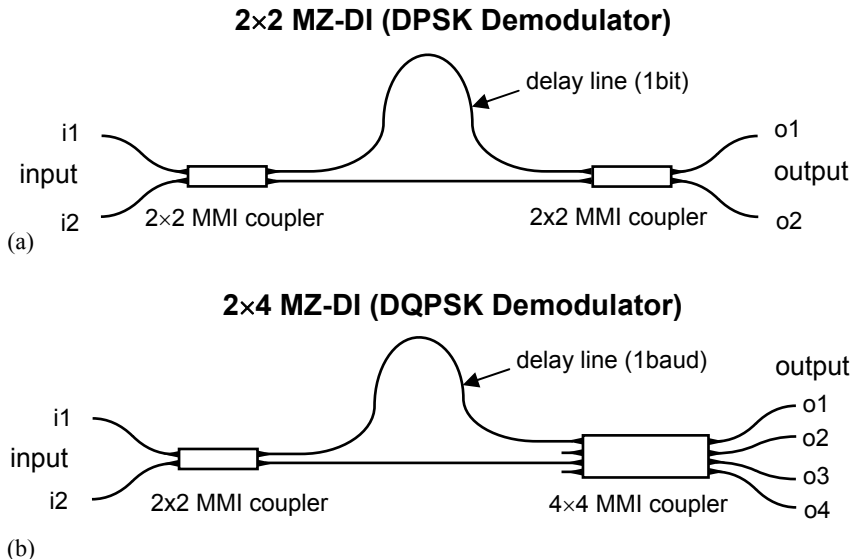 2×2 MZ-DI (DPSK Demodulator)
delay line (1bit)
i1
o1
input
output
i2
2×2 MMI coupler
2x2 MMI coupler
o2
(a)
2×4 MZ-DI (DQPSK Demodulator)
delay line (1baud)
output
i1
o1
o2
input
o3
i2
2x2 MMI coupler
4×4 MMI coupler
o4
(b)